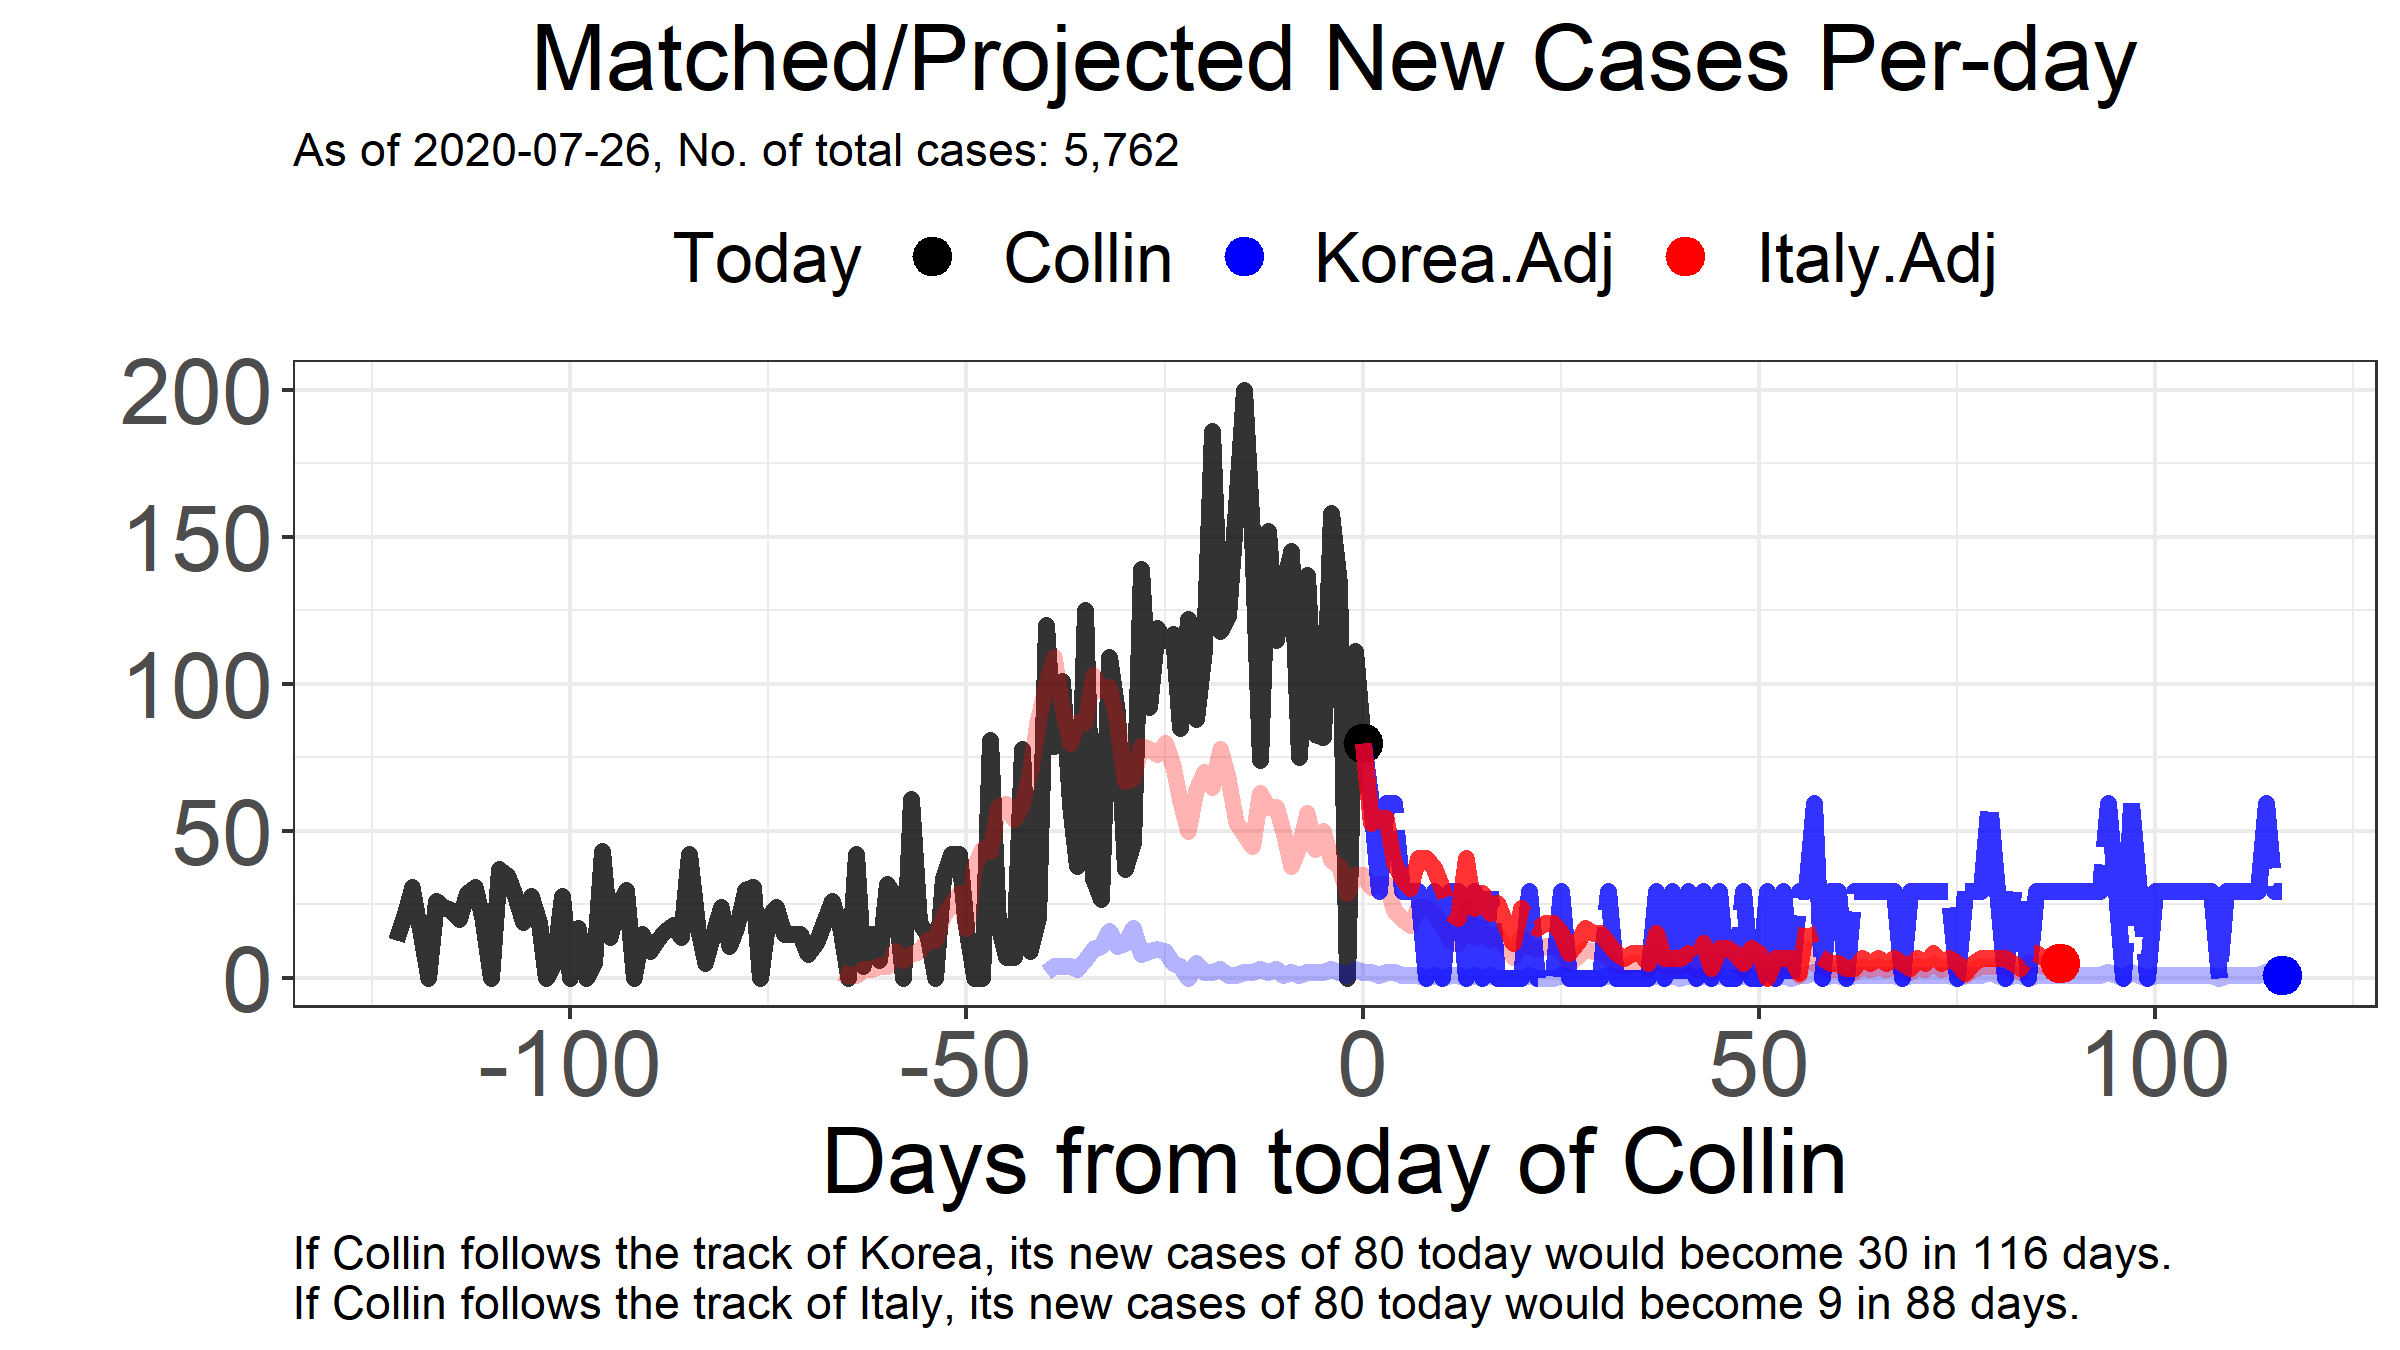 Matched/Projected New Cases Per-day
As of 2020-07-26, No. of total cases: 5,762
Today Collin Korea.Adj Italy.Adj
200
150
100
50
0
-100 -50 0 50 100
Days from today of Collin
If Collin follows the track of Korea, its new cases of 80 today would become 30 in 116 days.
If Collin follows the track of Italy, its new cases of 80 today would become 9 in 88 days.